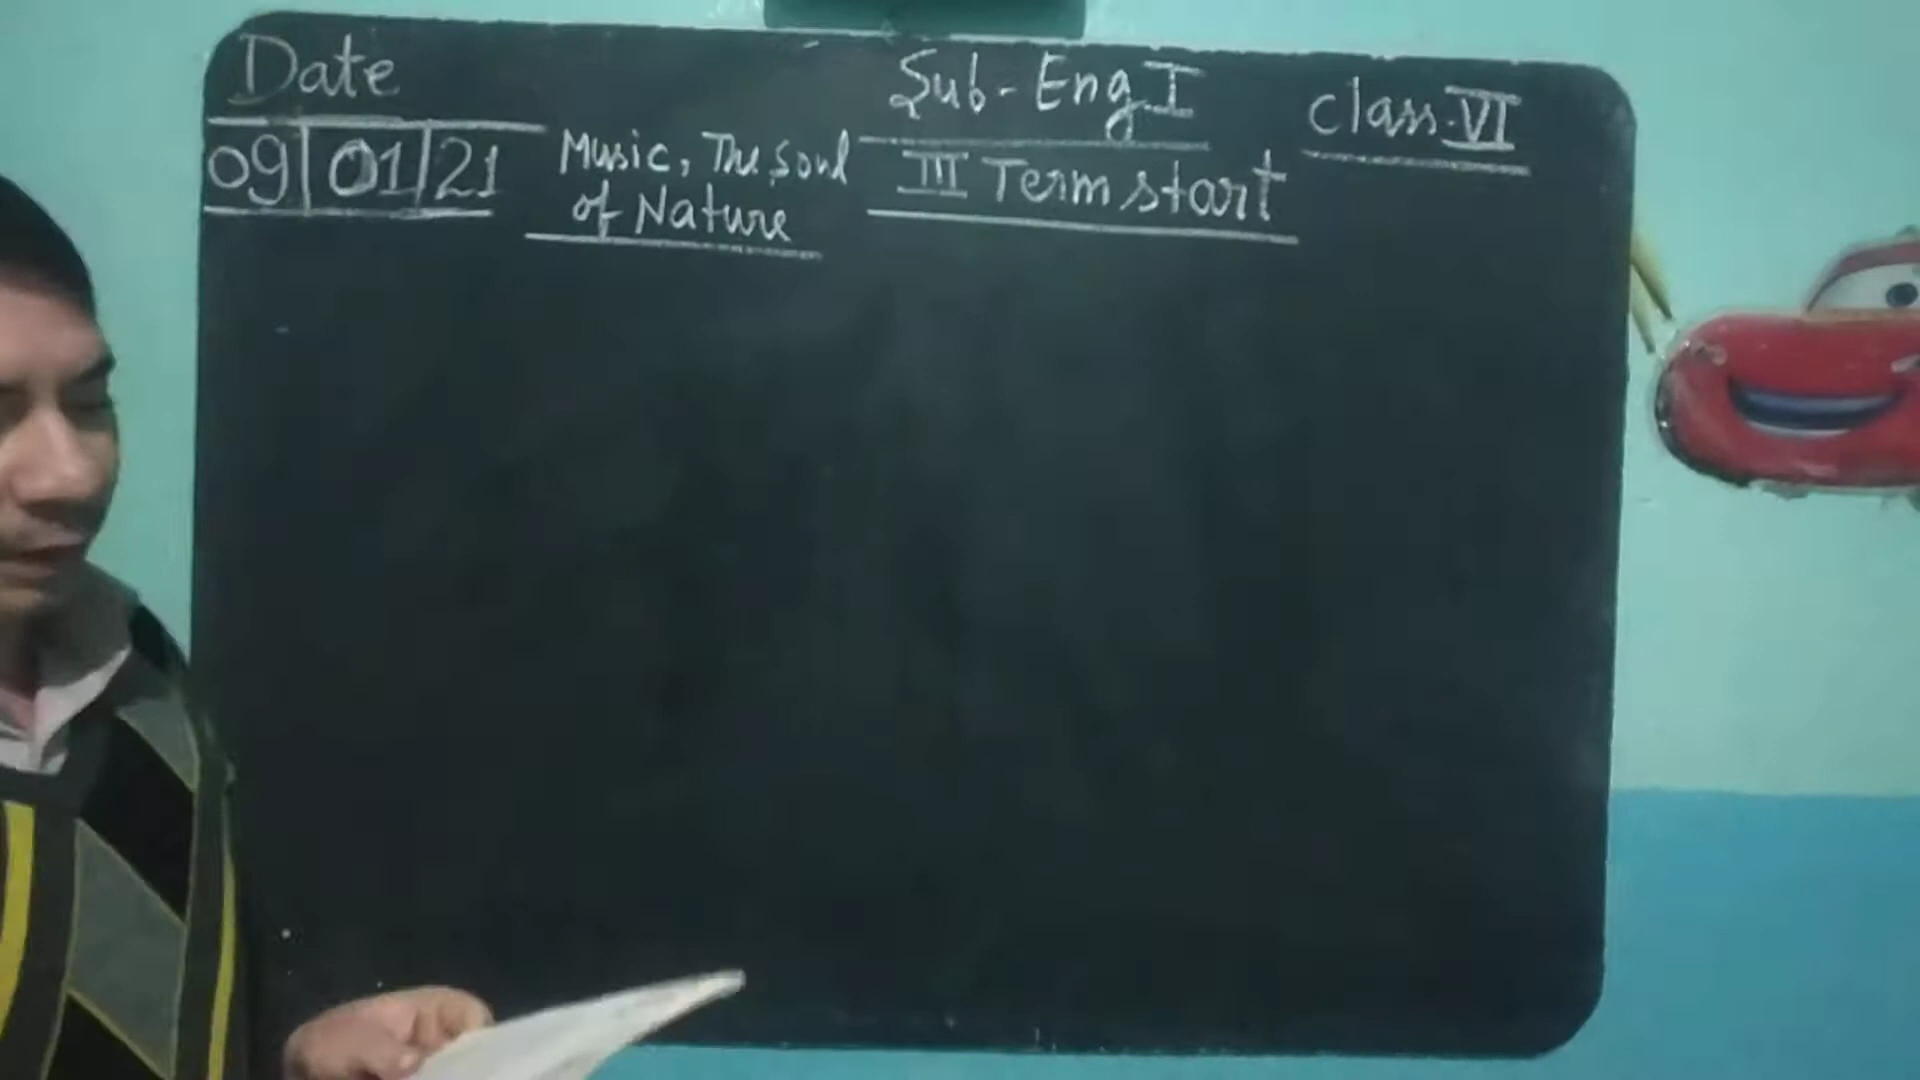 Date
09|01|21
Music, The Soul
of Nature
Sub- Eng I
III Term start
Class-VI